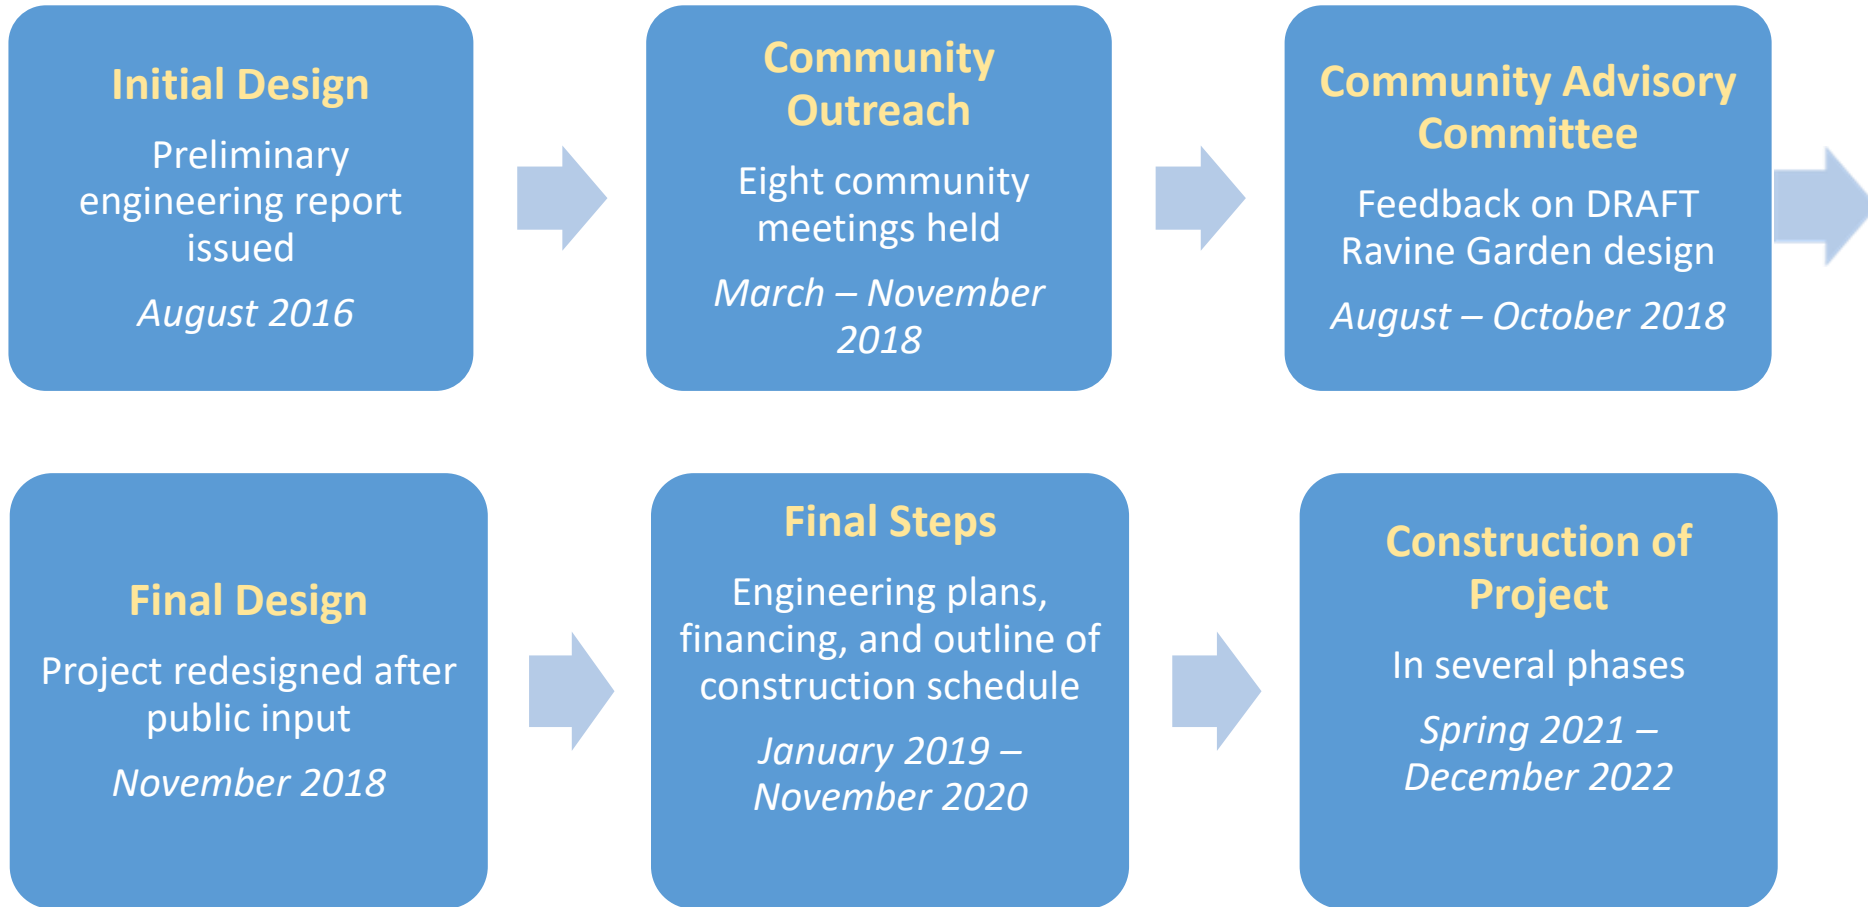 Initial Design
Preliminary
engineering report
issued
August 2016
Community
Outreach
Eight community
meetings held
March – November
2018
Community Advisory
Committee
Feedback on DRAFT
Ravine Garden design
August – October 2018
Final Design
Project redesigned after
public input
November 2018
Final Steps
Engineering plans,
financing, and outline of
construction schedule
January 2019 –
November 2020
Construction of
Project
In several phases
Spring 2021 –
December 2022